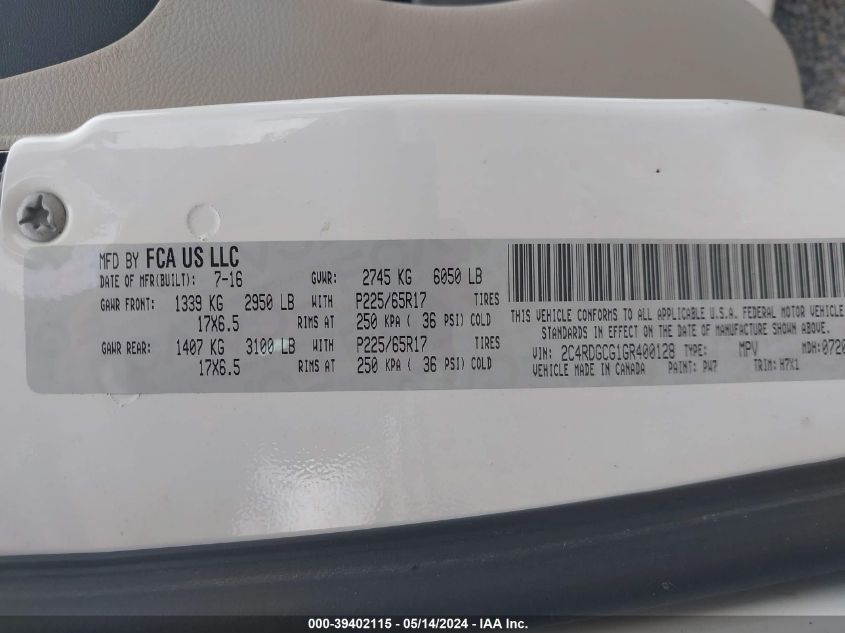 MFD BY FCA US LLC
DATE OF MFR(BUILT): 7-16 GVWR: 2745 KG 6050 LB
GAWR FRONT: 1339 KG 2950 LB WITH P225/65R17 TIRES
17X6.5 RIMS AT 250 KPA ( 36 PSI) COLD
GAWR REAR: 1407 KG 3100 LB WITH P225/65R17 TIRES
17X6.5 RIMS AT 250 KPA ( 36 PSI) COLD
THIS VEHICLE CONFORMS TO ALL APPLICABLE U.S.A. FEDERAL MOTOR VEHICLE
STANDARDS IN EFFECT ON THE DATE OF MANUFACTURE SHOWN ABOVE.
VIN: 2C4RDGCG1GR400128 TYPE: MPV MDH:0720
VEHICLE MADE IN CANADA PAINT: PW7 TRIM: H7X1
000-39402115 - 05/14/2024 - IAA Inc.